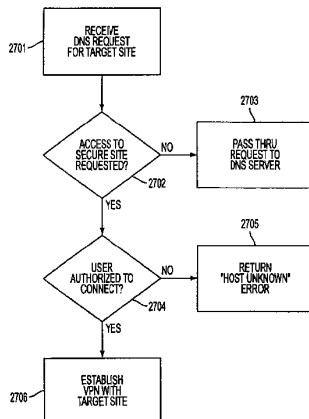 RECEIVE
DNS REQUEST
FOR TARGET SITE
2701
2703
ACCESS TO
SECURE SITE
REQUESTED?
NO
PASS THRU
REQUEST TO
DNS SERVER
2702
YES
2705
USER
AUTHORIZED TO
CONNECT?
NO
RETURN
"HOST UNKNOWN"
ERROR
2704
YES
ESTABLISH
VPN WITH
TARGET SITE
2706